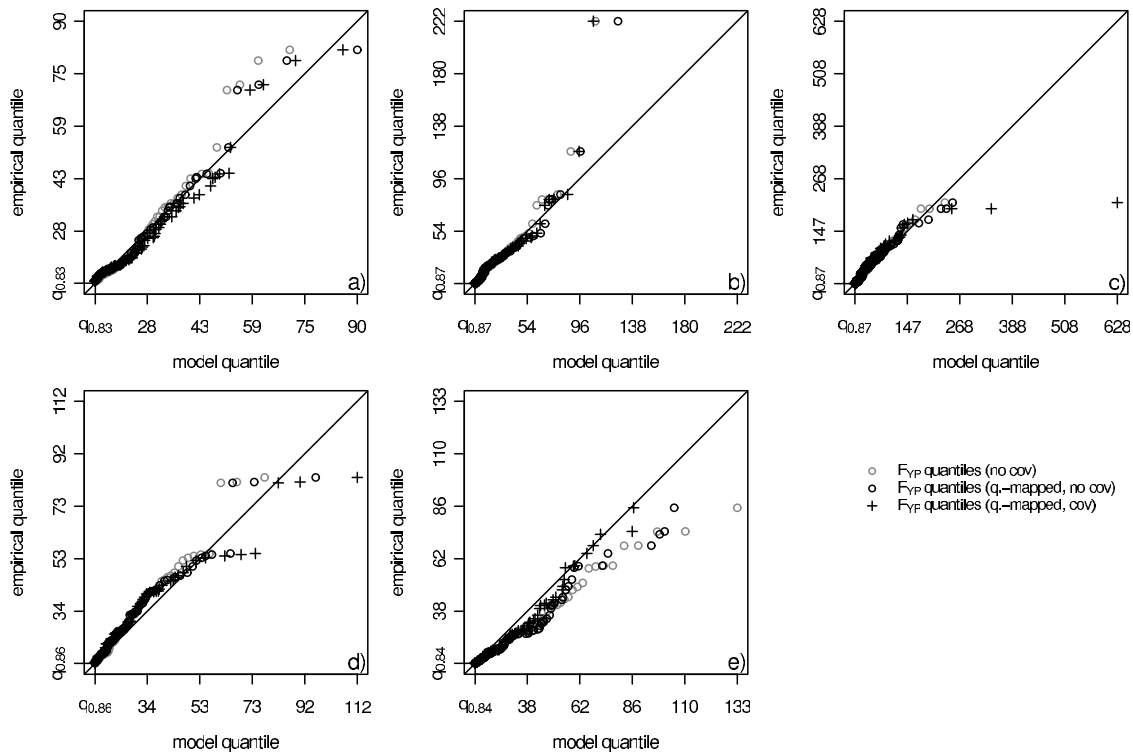 90
75
59
43
28
q0.83
empirical quantile
a)
q0.83 28 43 59 75 90
model quantile
222
180
138
96
54
q0.87
empirical quantile
b)
q0.87 54 96 138 180 222
model quantile
628
508
388
268
147
q0.87
empirical quantile
c)
q0.87 147 268 388 508 628
model quantile
112
92
73
53
34
q0.86
empirical quantile
d)
q0.86 34 53 73 92 112
model quantile
133
110
86
62
38
q0.84
empirical quantile
e)
q0.84 38 62 86 110 133
model quantile
FYP quantiles (no cov)
FYP quantiles (q.-mapped, no cov)
FYP quantiles (q.-mapped, cov)